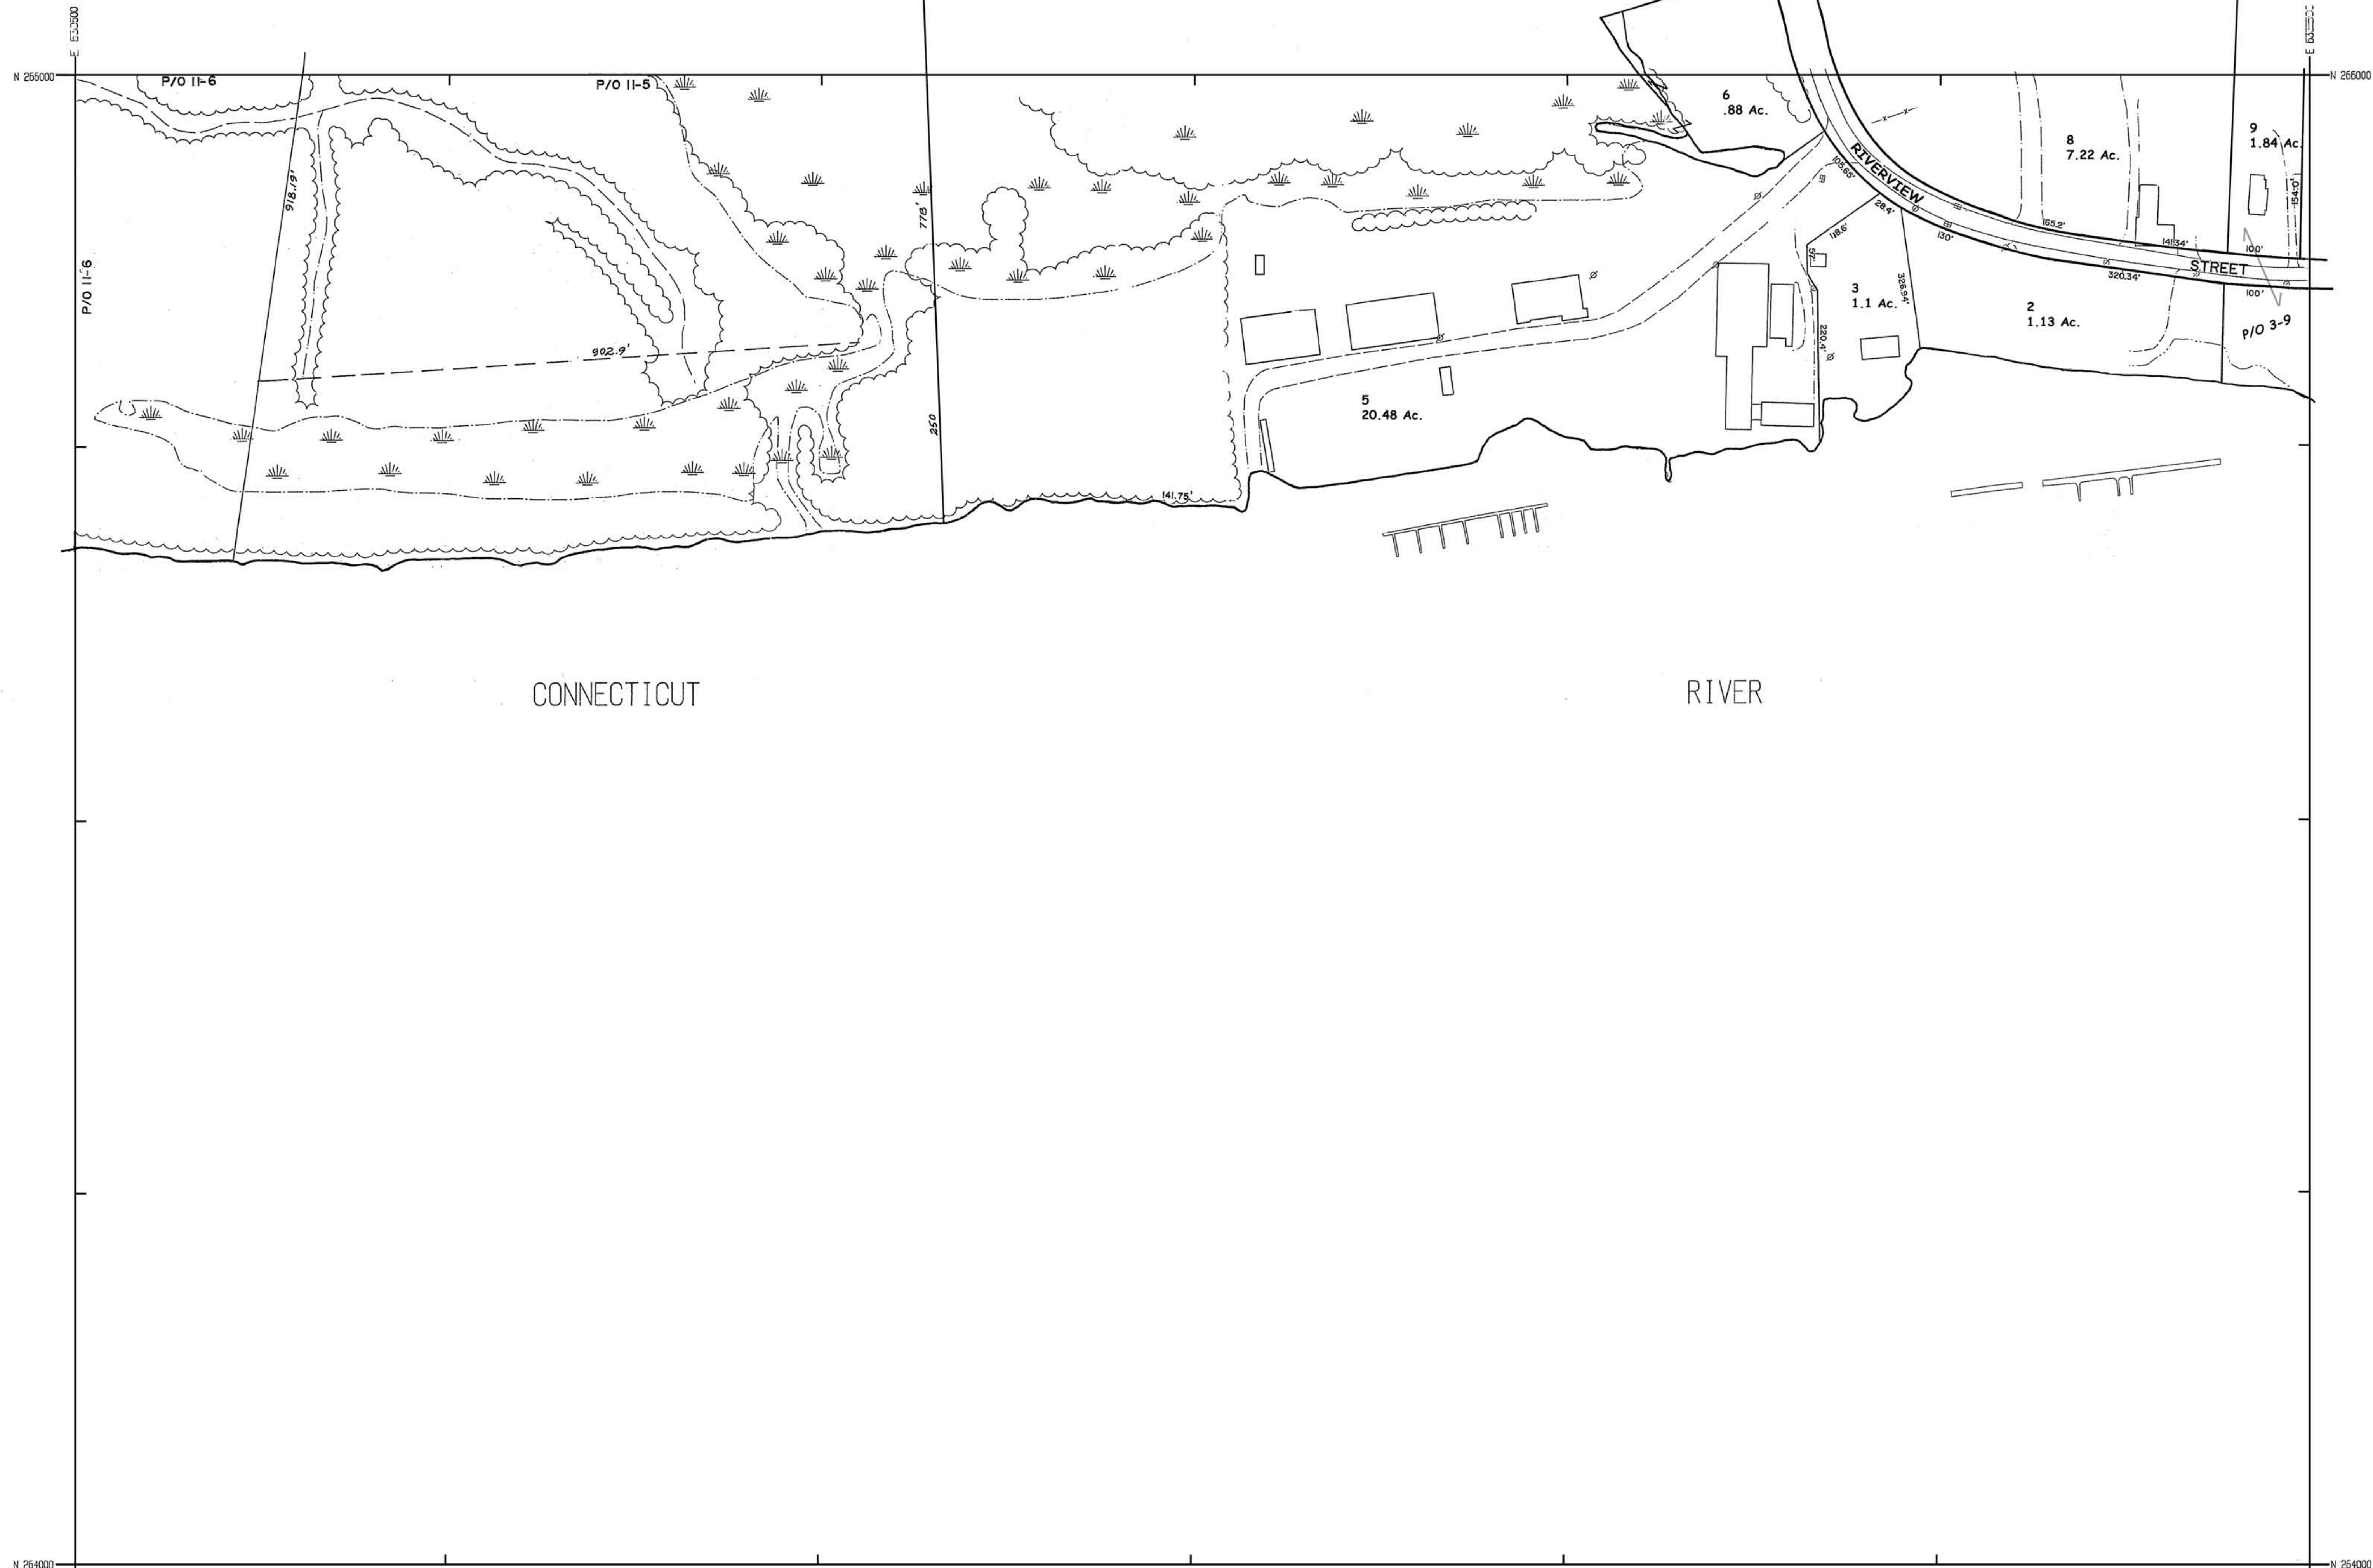 N 266000
N 266000
P/O 11-6
P/O 11-5
918.19'
P/O 11-6
778'
902.9'
250
141.75'
6
.88 Ac.
RIVERVIEW
STREET
105.65'
28.4'
118.6'
57'
130'
165.2'
141.34'
320.34'
100'
100'
154.0'
326.94'
220.4'
8
7.22 Ac.
9
1.84 Ac.
3
1.1 Ac.
2
1.13 Ac.
P/O 3-9
5
20.48 Ac.
CONNECTICUT
RIVER
N 264000
N 264000